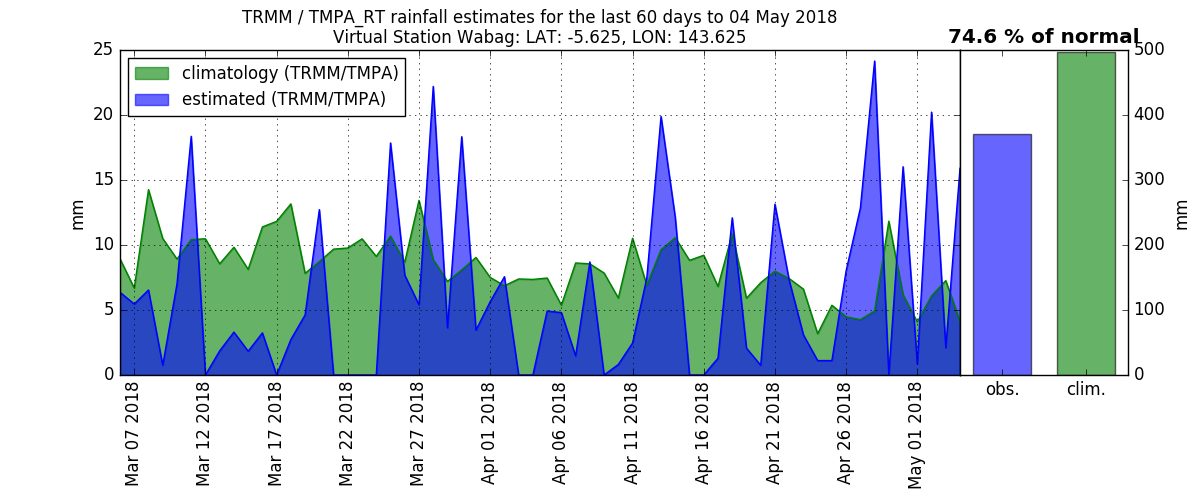 TRMM / TMPA_RT rainfall estimates for the last 60 days to 04 May 2018
Virtual Station Wabag: LAT: -5.625, LON: 143.625
74.6 % of normal
climatology (TRMM/TMPA)
estimated (TRMM/TMPA)
25
20
15
10
5
0
mm
Mar 07 2018
Mar 12 2018
Mar 17 2018
Mar 22 2018
Mar 27 2018
Apr 01 2018
Apr 06 2018
Apr 11 2018
Apr 16 2018
Apr 21 2018
Apr 26 2018
May 01 2018
obs.
clim.
500
400
300
200
100
0
mm